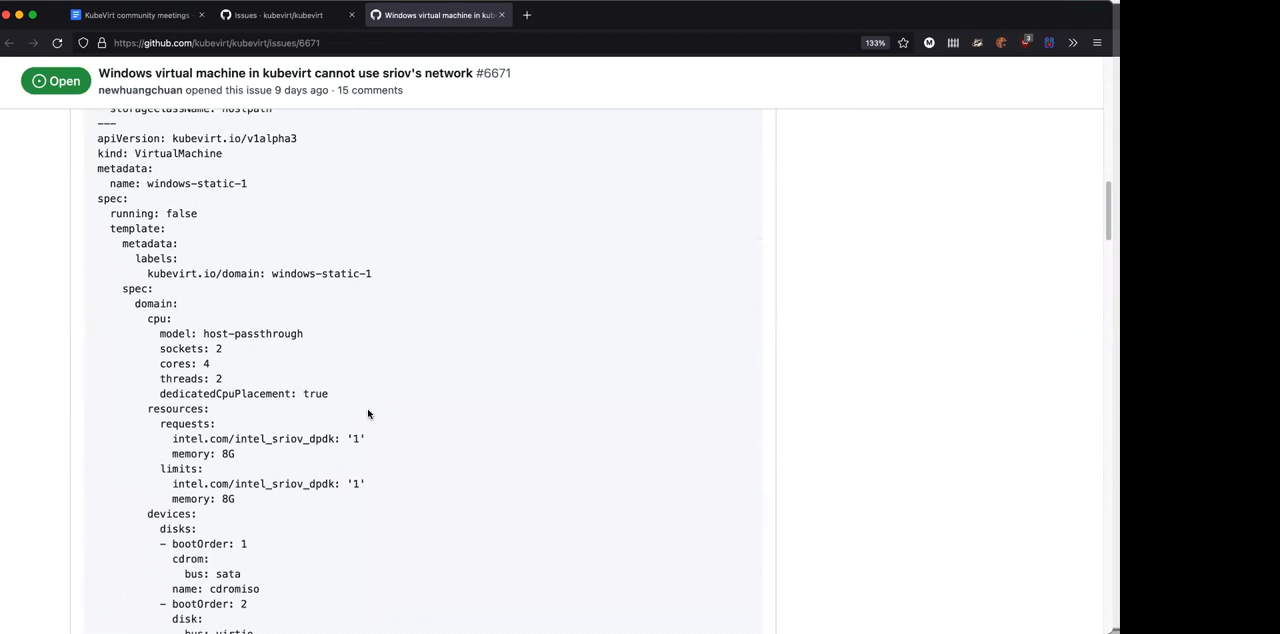 KubeVirt community meetings
Issues · kubevirt/kubevirt
Windows virtual machine in kub
https://github.com/kubevirt/kubevirt/issues/6671
133%
M
3
Open
Windows virtual machine in kubevirt cannot use sriov's network #6671
newhuangchuan opened this issue 9 days ago · 15 comments
storageClassName: hostpath
---
apiVersion: kubevirt.io/v1alpha3
kind: VirtualMachine
metadata:
name: windows-static-1
spec:
running: false
template:
metadata:
labels:
kubevirt.io/domain: windows-static-1
spec:
domain:
cpu:
model: host-passthrough
sockets: 2
cores: 4
threads: 2
dedicatedCpuPlacement: true
resources:
requests:
intel.com/intel_sriov_dpdk: '1'
memory: 8G
limits:
intel.com/intel_sriov_dpdk: '1'
memory: 8G
devices:
disks:
- bootOrder: 1
cdrom:
bus: sata
name: cdromiso
- bootOrder: 2
disk:
bus: virtio